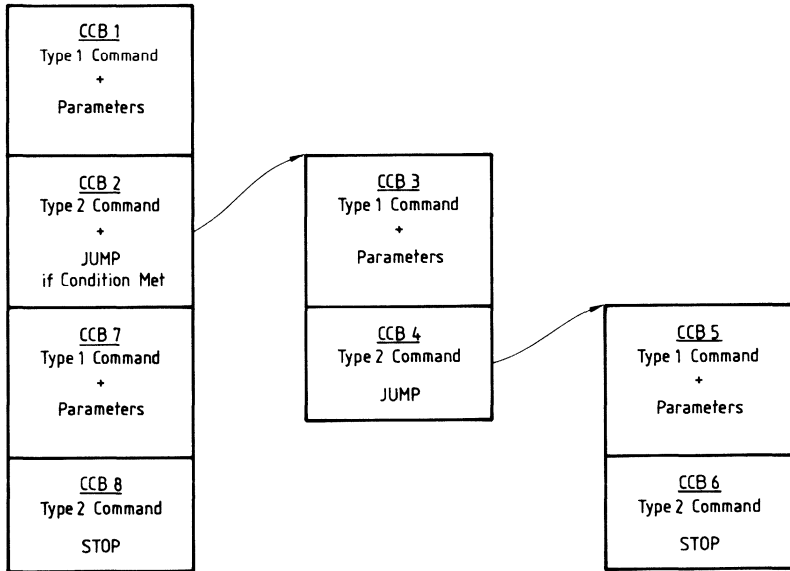 CCB 1
Type 1 Command
+
Parameters
CCB 2
Type 2 Command
+
JUMP
if Condition Met
CCB 7
Type 1 Command
+
Parameters
CCB 8
Type 2 Command
STOP
CCB 3
Type 1 Command
+
Parameters
CCB 4
Type 2 Command
JUMP
CCB 5
Type 1 Command
+
Parameters
CCB 6
Type 2 Command
STOP